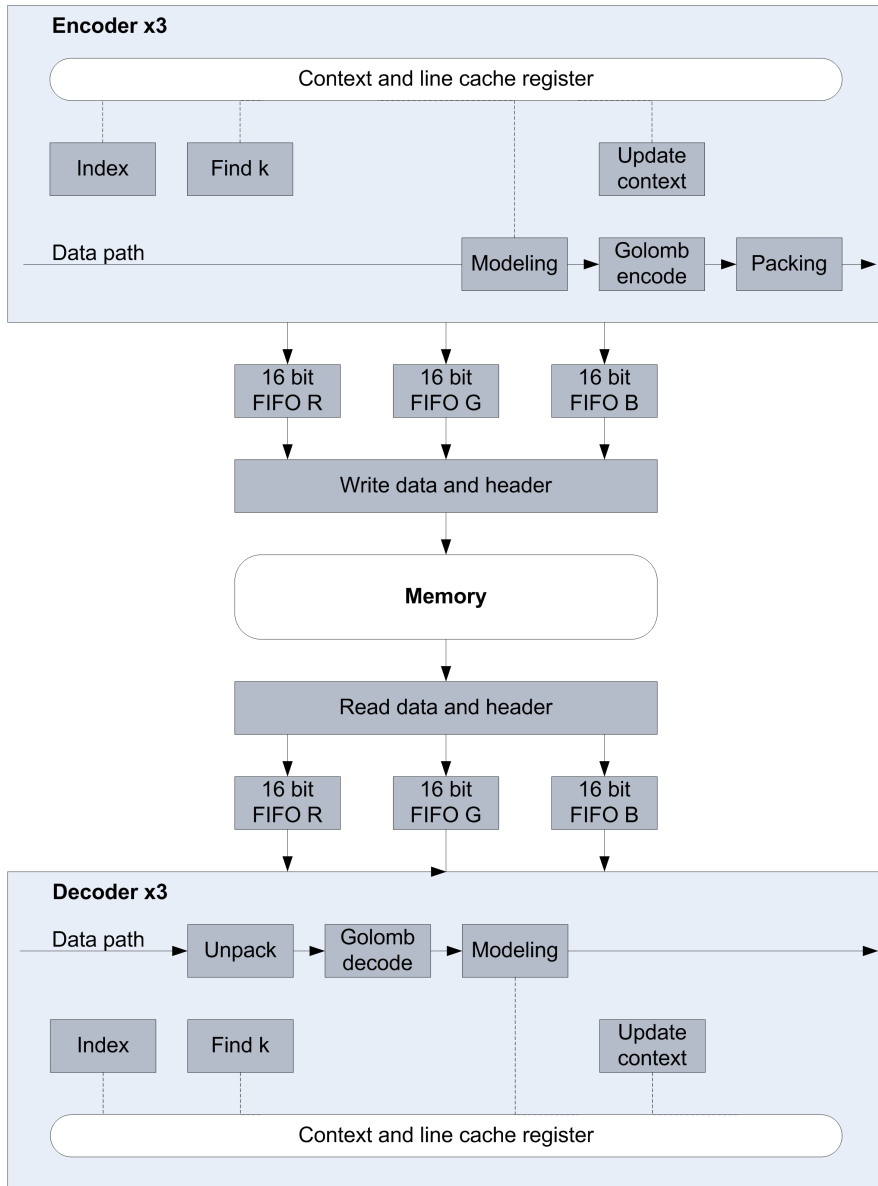 Encoder x3
Context and line cache register
Index
Find k
Update
context
Data path
Modeling
Golomb
encode
Packing
16 bit
FIFO R
16 bit
FIFO G
16 bit
FIFO B
Write data and header
Memory
Read data and header
16 bit
FIFO R
16 bit
FIFO G
16 bit
FIFO B
Decoder x3
Data path
Unpack
Golomb
decode
Modeling
Index
Find k
Update
context
Context and line cache register